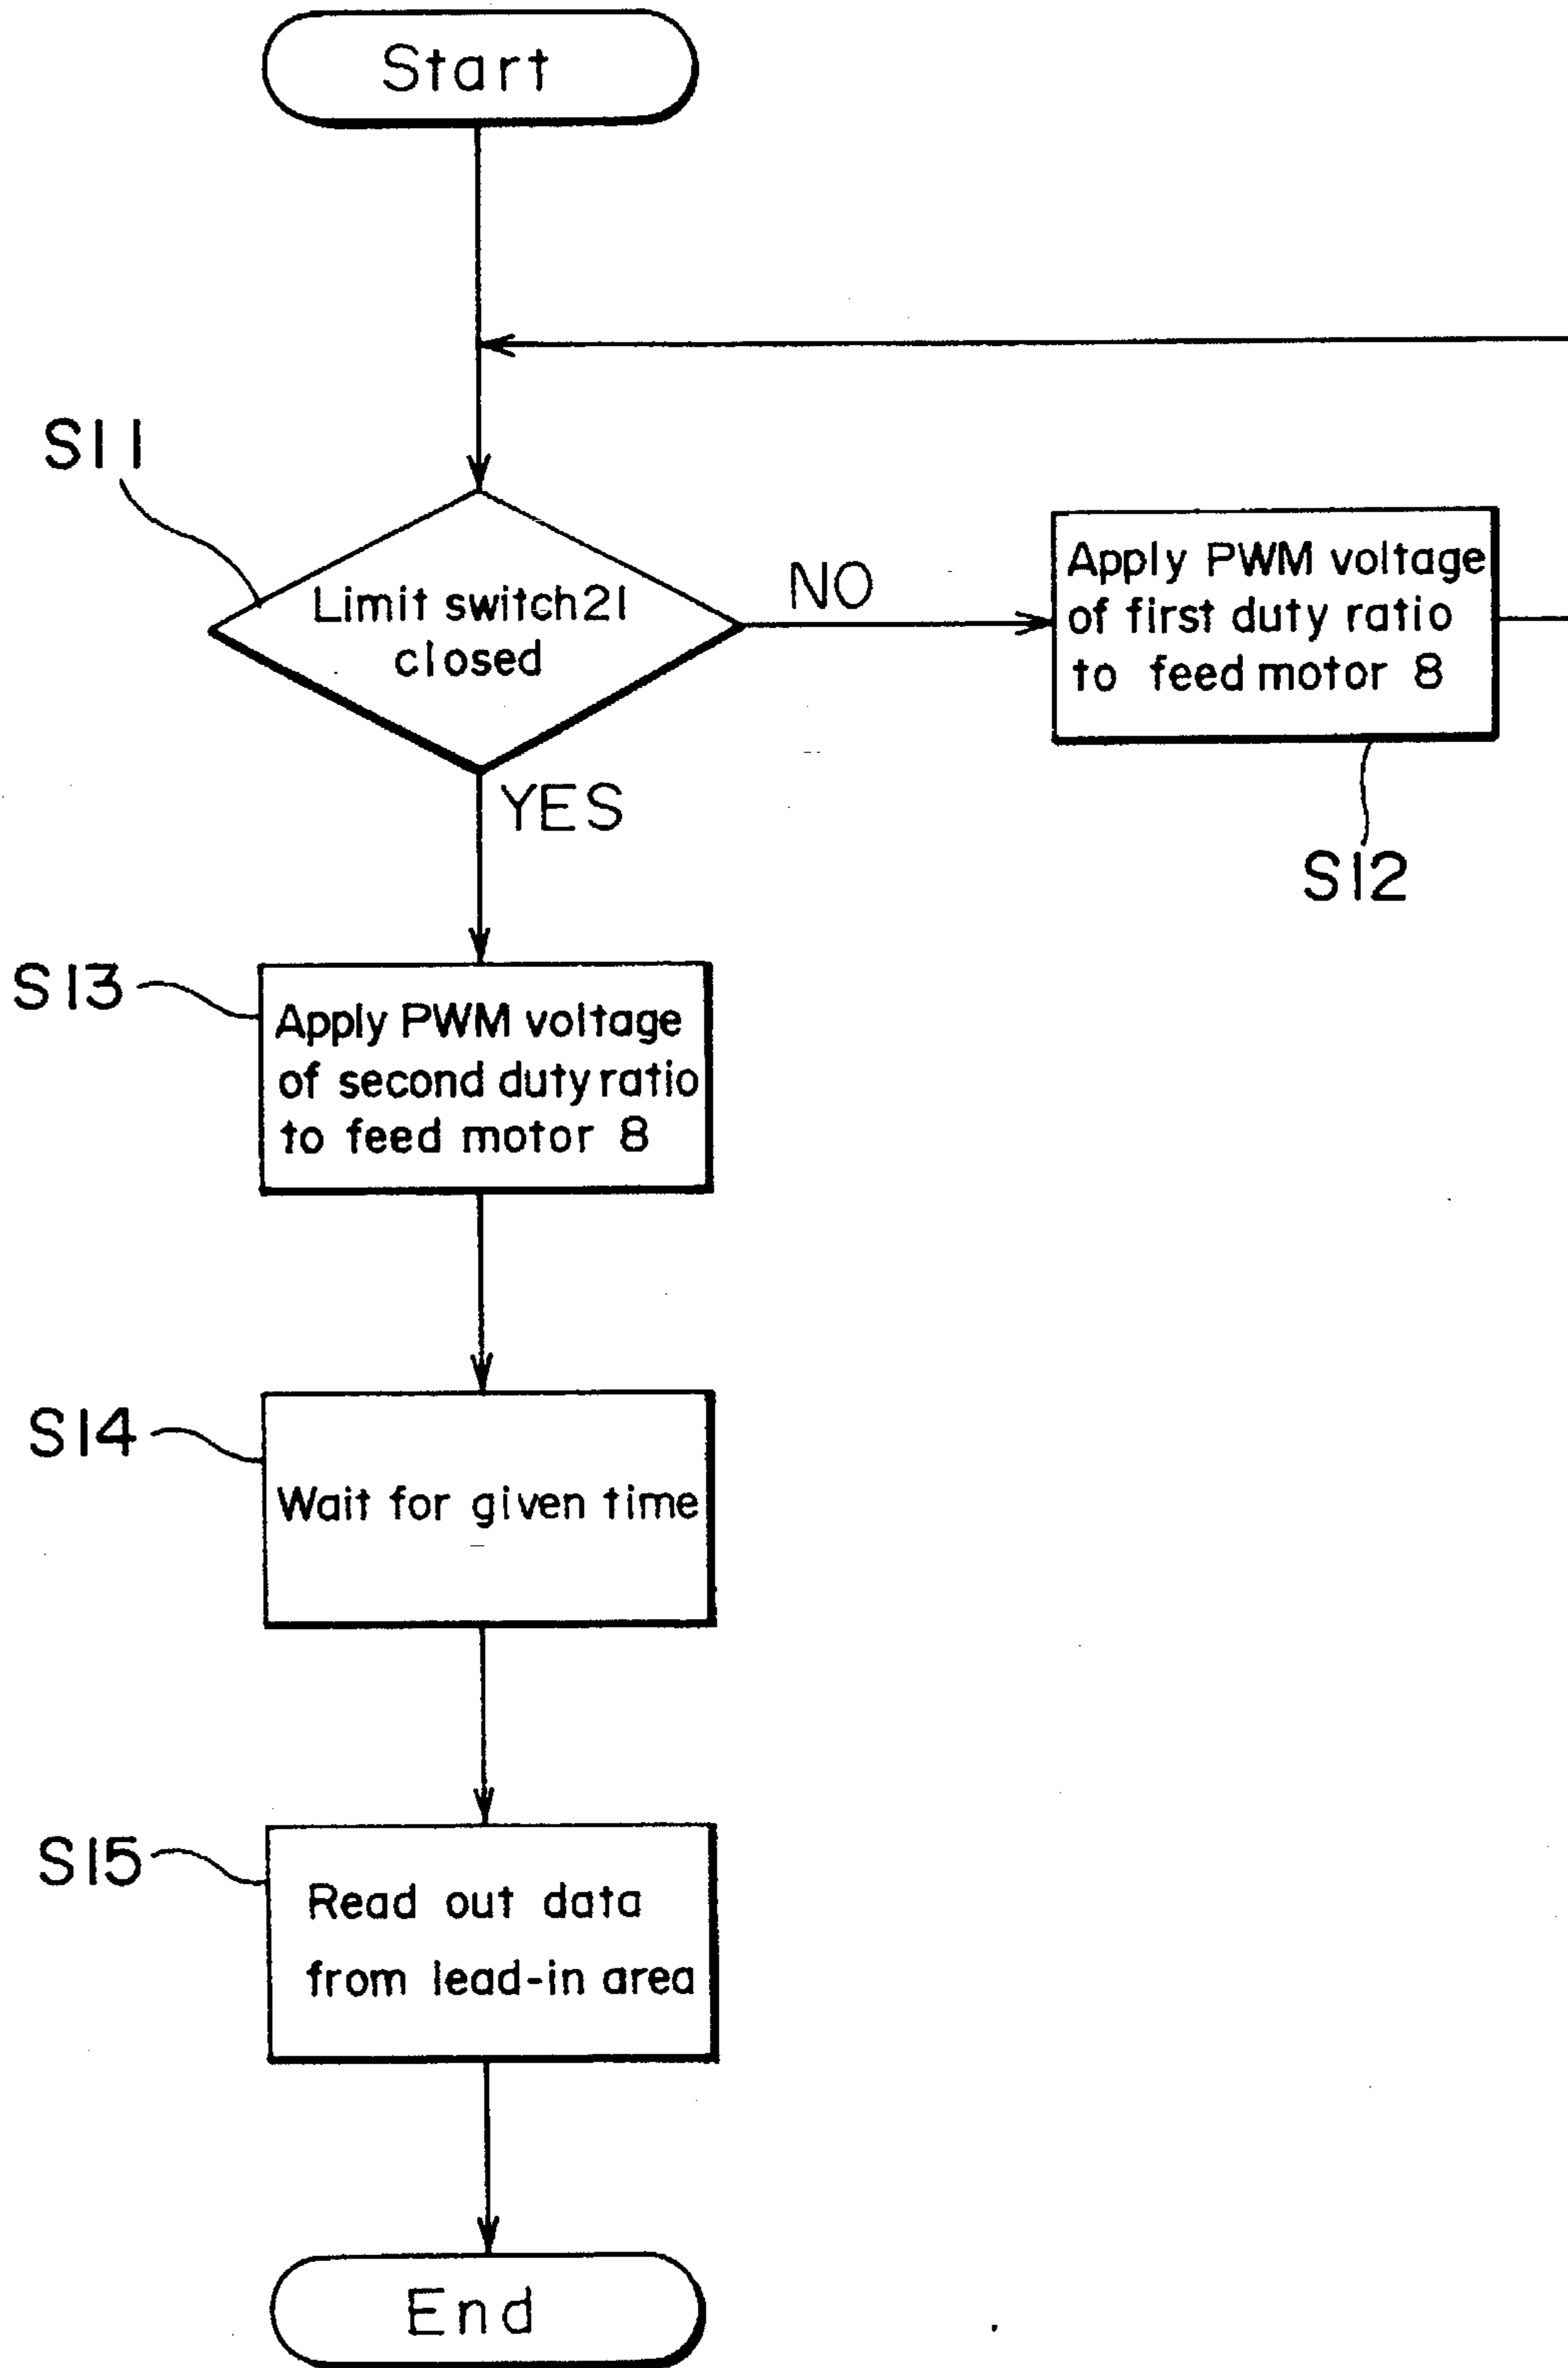 Start
S11
Limit switch21
closed
NO
Apply PWM voltage
of first duty ratio
to feed motor 8
S12
YES
S13
Apply PWM voltage
of second duty ratio
to feed motor 8
S14
Wait for given time
S15
Read out data
from lead-in area
End